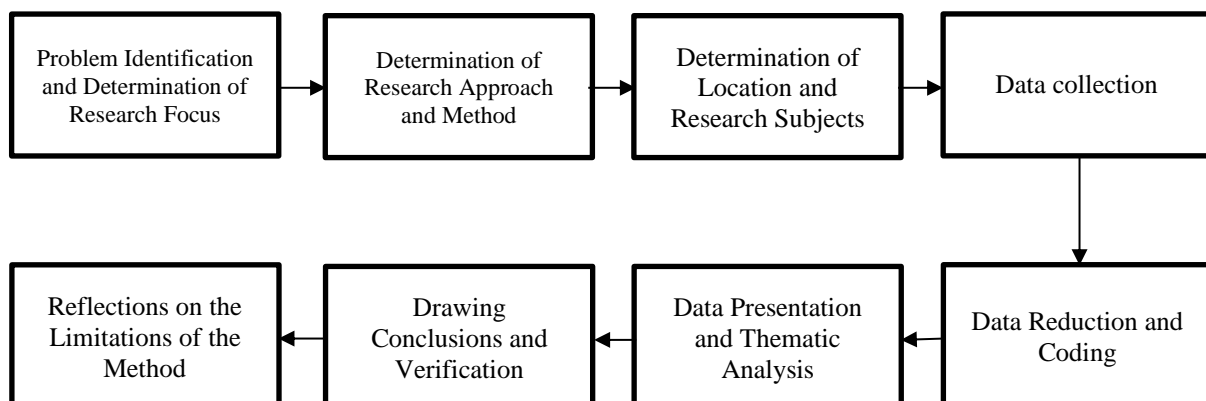 Problem Identification
and Determination of
Research Focus
Determination of
Research Approach
and Method
Determination of
Location and
Research Subjects
Data collection
Reflections on the
Limitations of the
Method
Drawing
Conclusions and
Verification
Data Presentation
and Thematic
Analysis
Data Reduction and
Coding